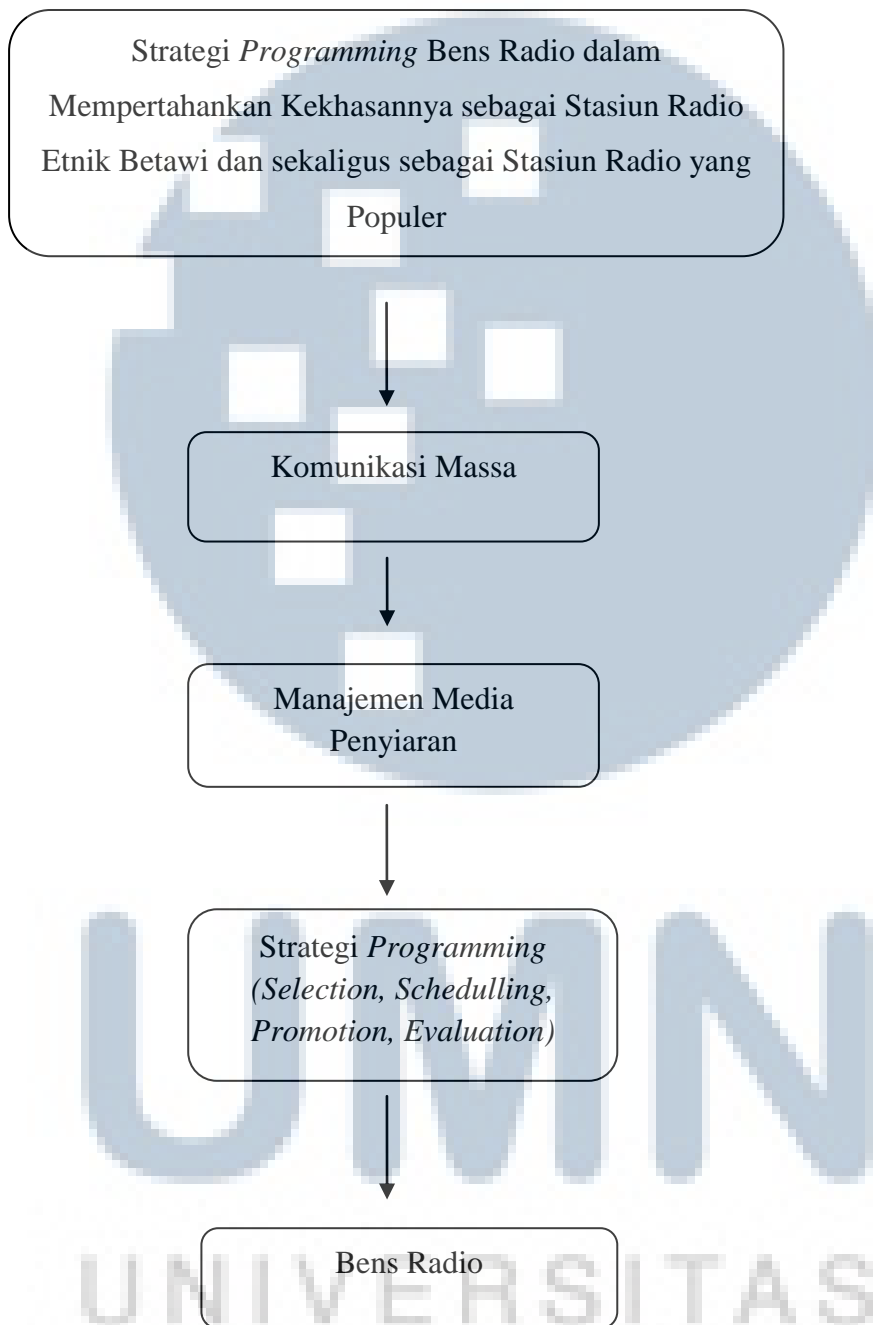 Strategi Programming Bens Radio dalam
Mempertahankan Kekhasannya sebagai Stasiun Radio
Etnik Betawi dan sekaligus sebagai Stasiun Radio yang
Populer
Komunikasi Massa
Manajemen Media
Penyiaran
Strategi Programming
(Selection, Schedulling,
Promotion, Evaluation)
UMN
Bens Radio
UNIVERSITAS